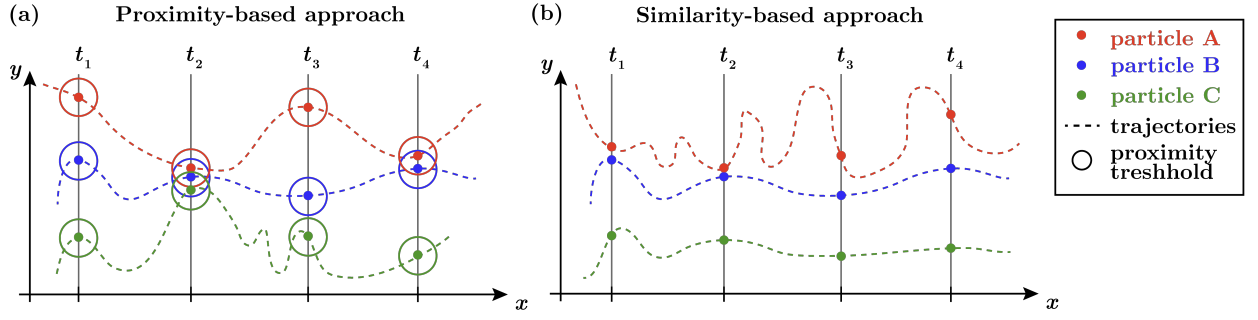 (a) Proximity-based approach
y
t1 t2 t3 t4
x
(b) Similarity-based approach
y
t1 t2 t3 t4
x
particle A
particle B
particle C
trajectories
proximity
treshhold